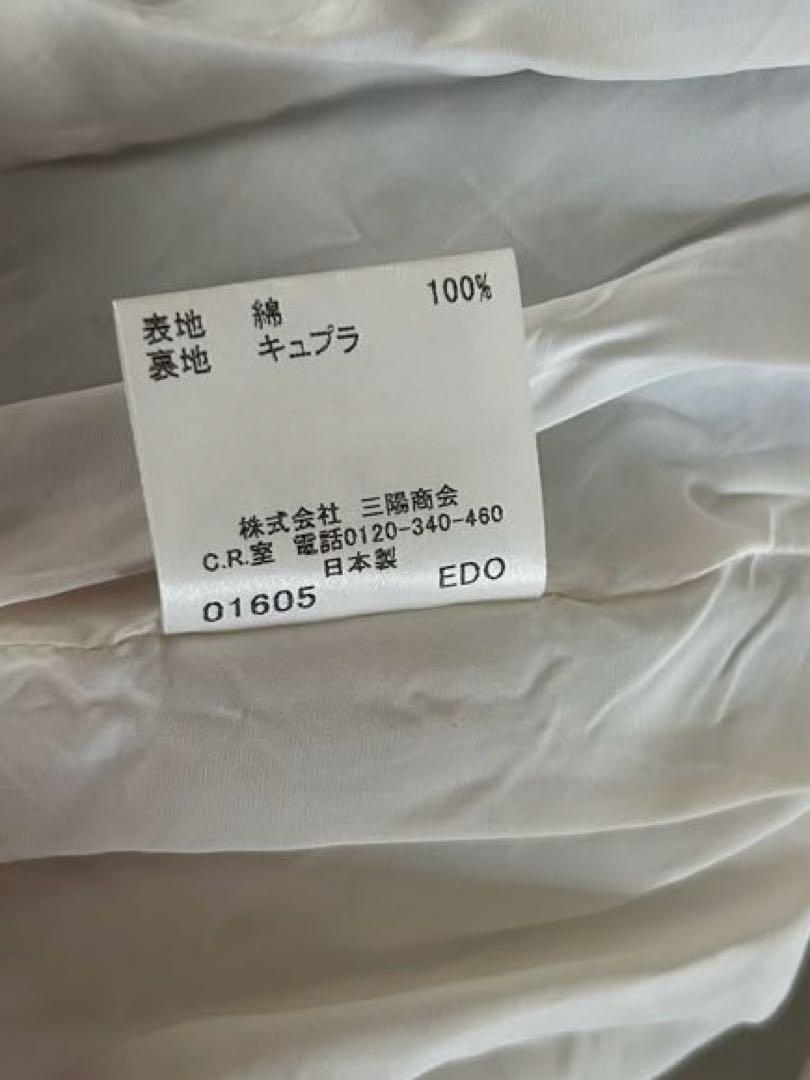 表地 綿 100%
裏地 キュプラ
株式会社 三陽商会
C.R.室 電話0120-340-460
日本製
01605 EDO